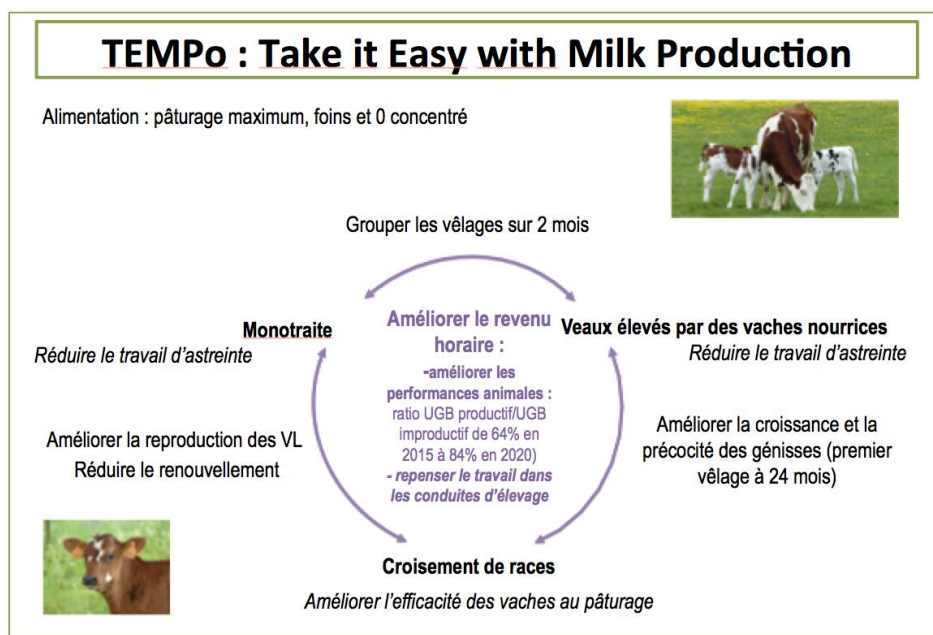 TEMPo : Take it Easy with Milk Production
Alimentation : pâturage maximum, foins et 0 concentré
Grouper les vêlages sur 2 mois
Monotraite
Réduire le travail d'astreinte
Améliorer le revenu
horaire :
-améliorer les
performances animales :
ratio UGB productif/UGB
improductif de 64% en
2015 à 84% en 2020)
- repenser le travail dans
les conduites d'élevage
Veaux élevés par des vaches nourrices
Réduire le travail d'astreinte
Améliorer la reproduction des VL
Réduire le renouvellement
Améliorer la croissance et la
précocité des génisses (premier
vêlage à 24 mois)
Croisement de races
Améliorer l'efficacité des vaches au pâturage